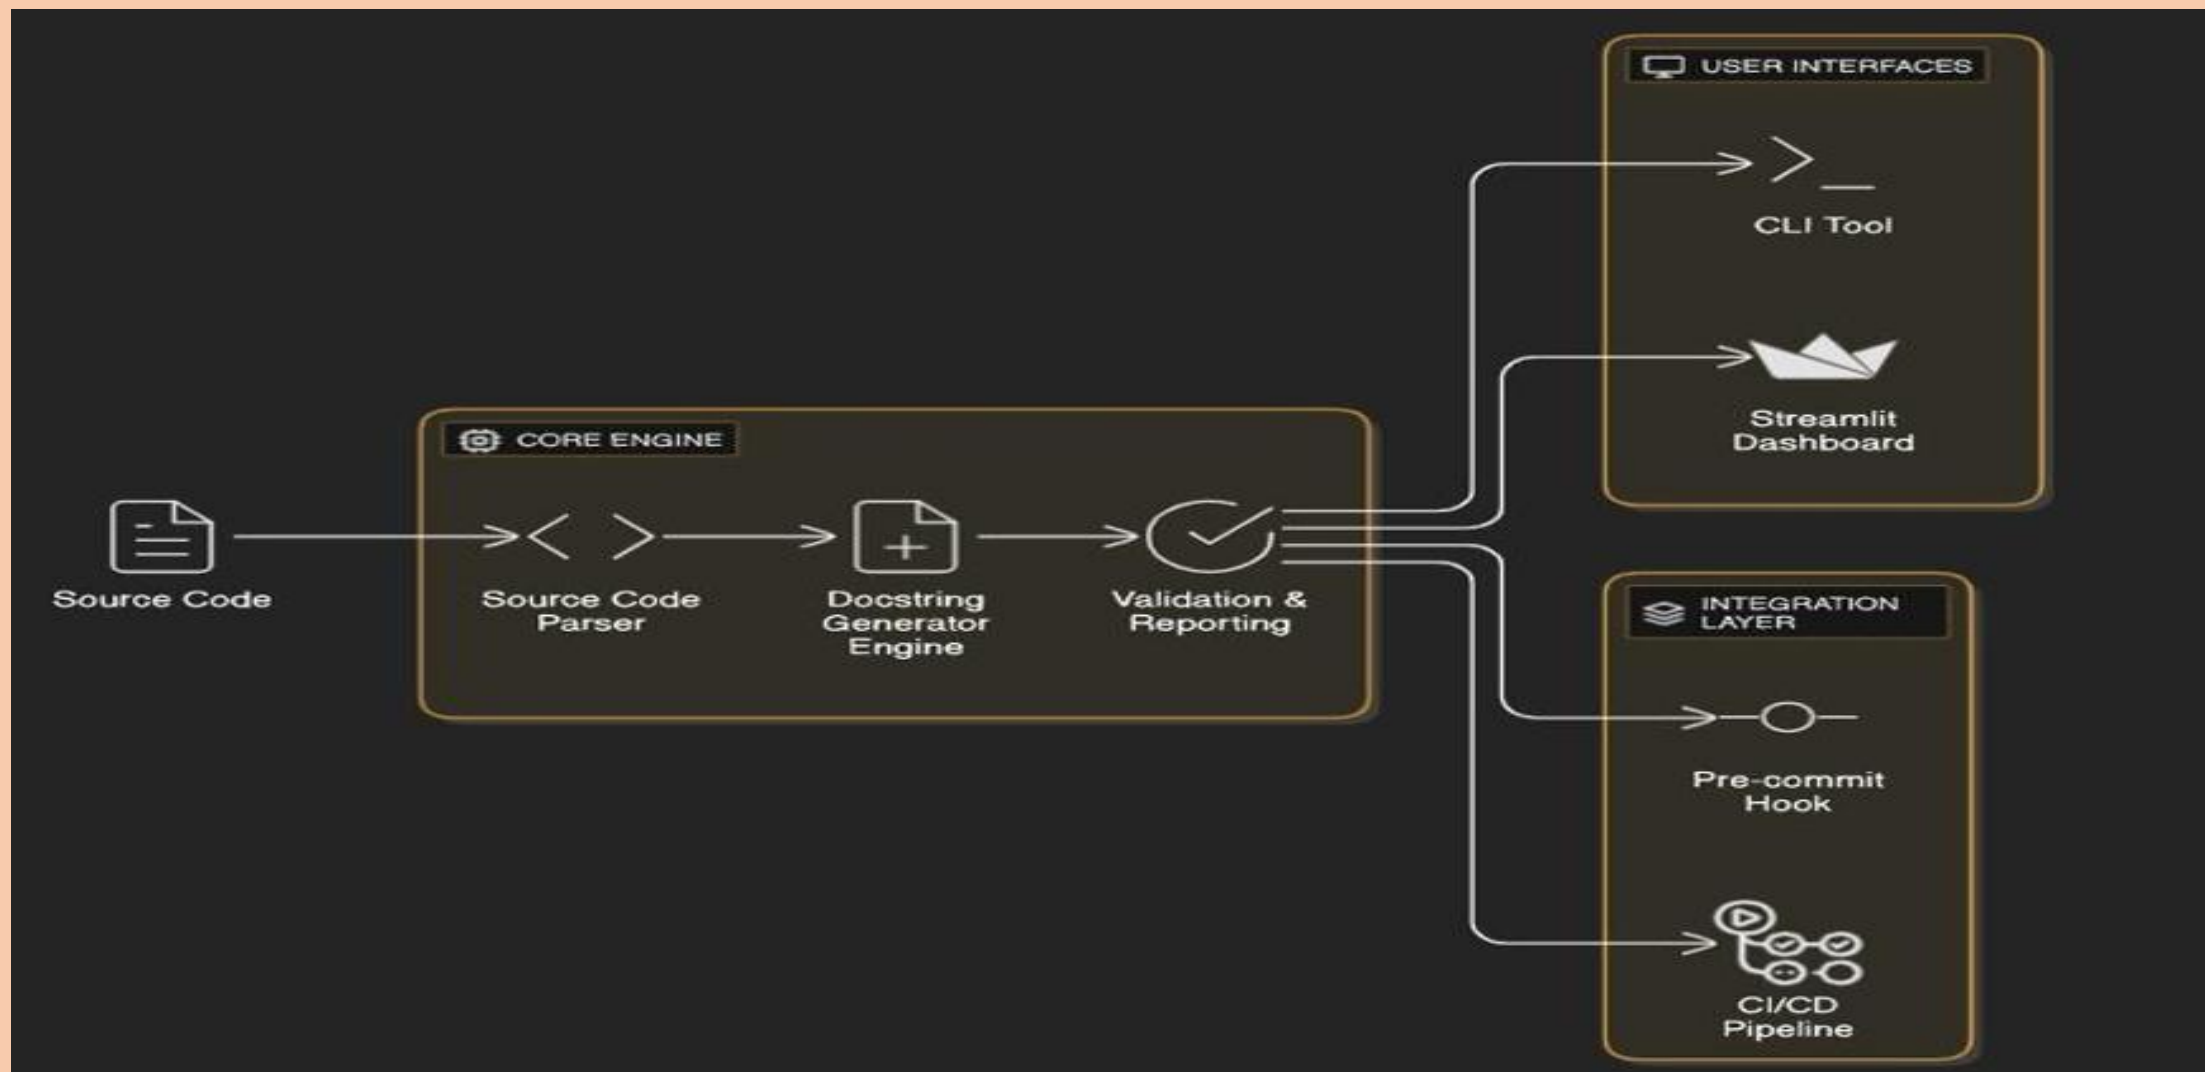 USER INTERFACES
CLI Tool
Streamlit
Dashboard
CORE ENGINE
Source Code
Source Code
Parser
Docstring
Generator
Engine
Validation &
Reporting
INTEGRATION
LAYER
Pre-commit
Hook
CI/CD
Pipeline